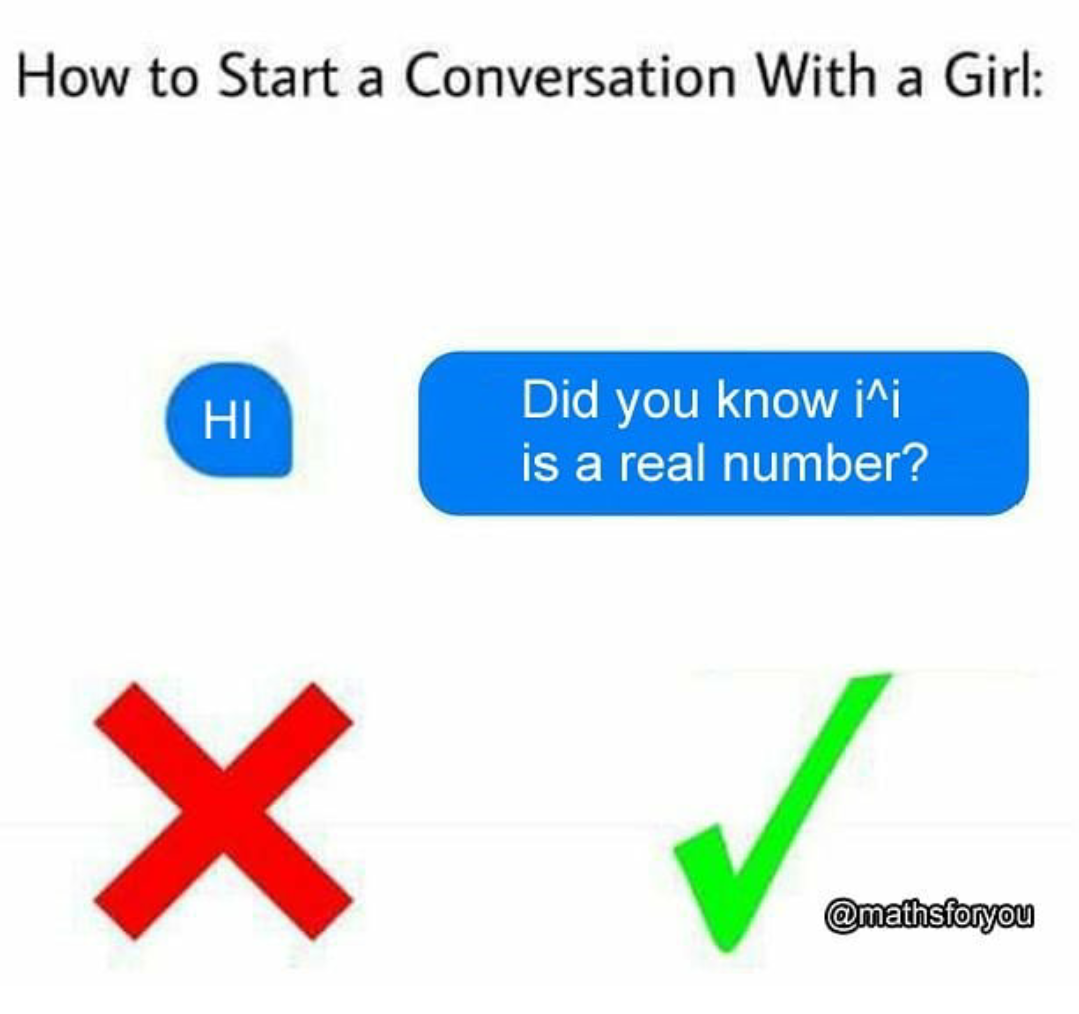 How to Start a Conversation With a Girl:
HI
Did you know i^i
is a real number?
@mathsforyou